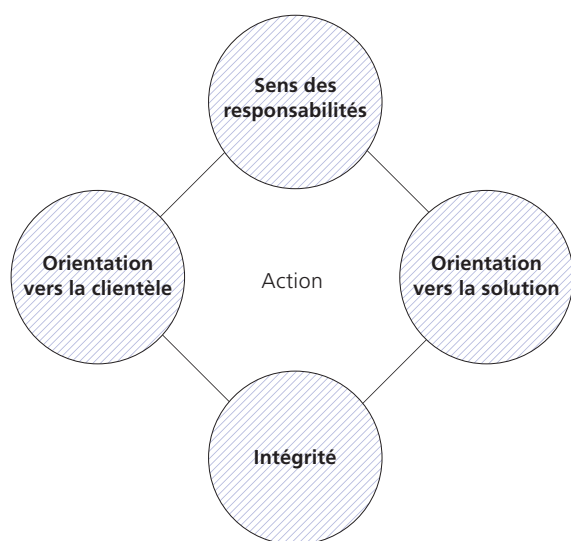 Sens des
responsabilités
Orientation
vers la clientèle
Action
Orientation
vers la solution
Intégrité